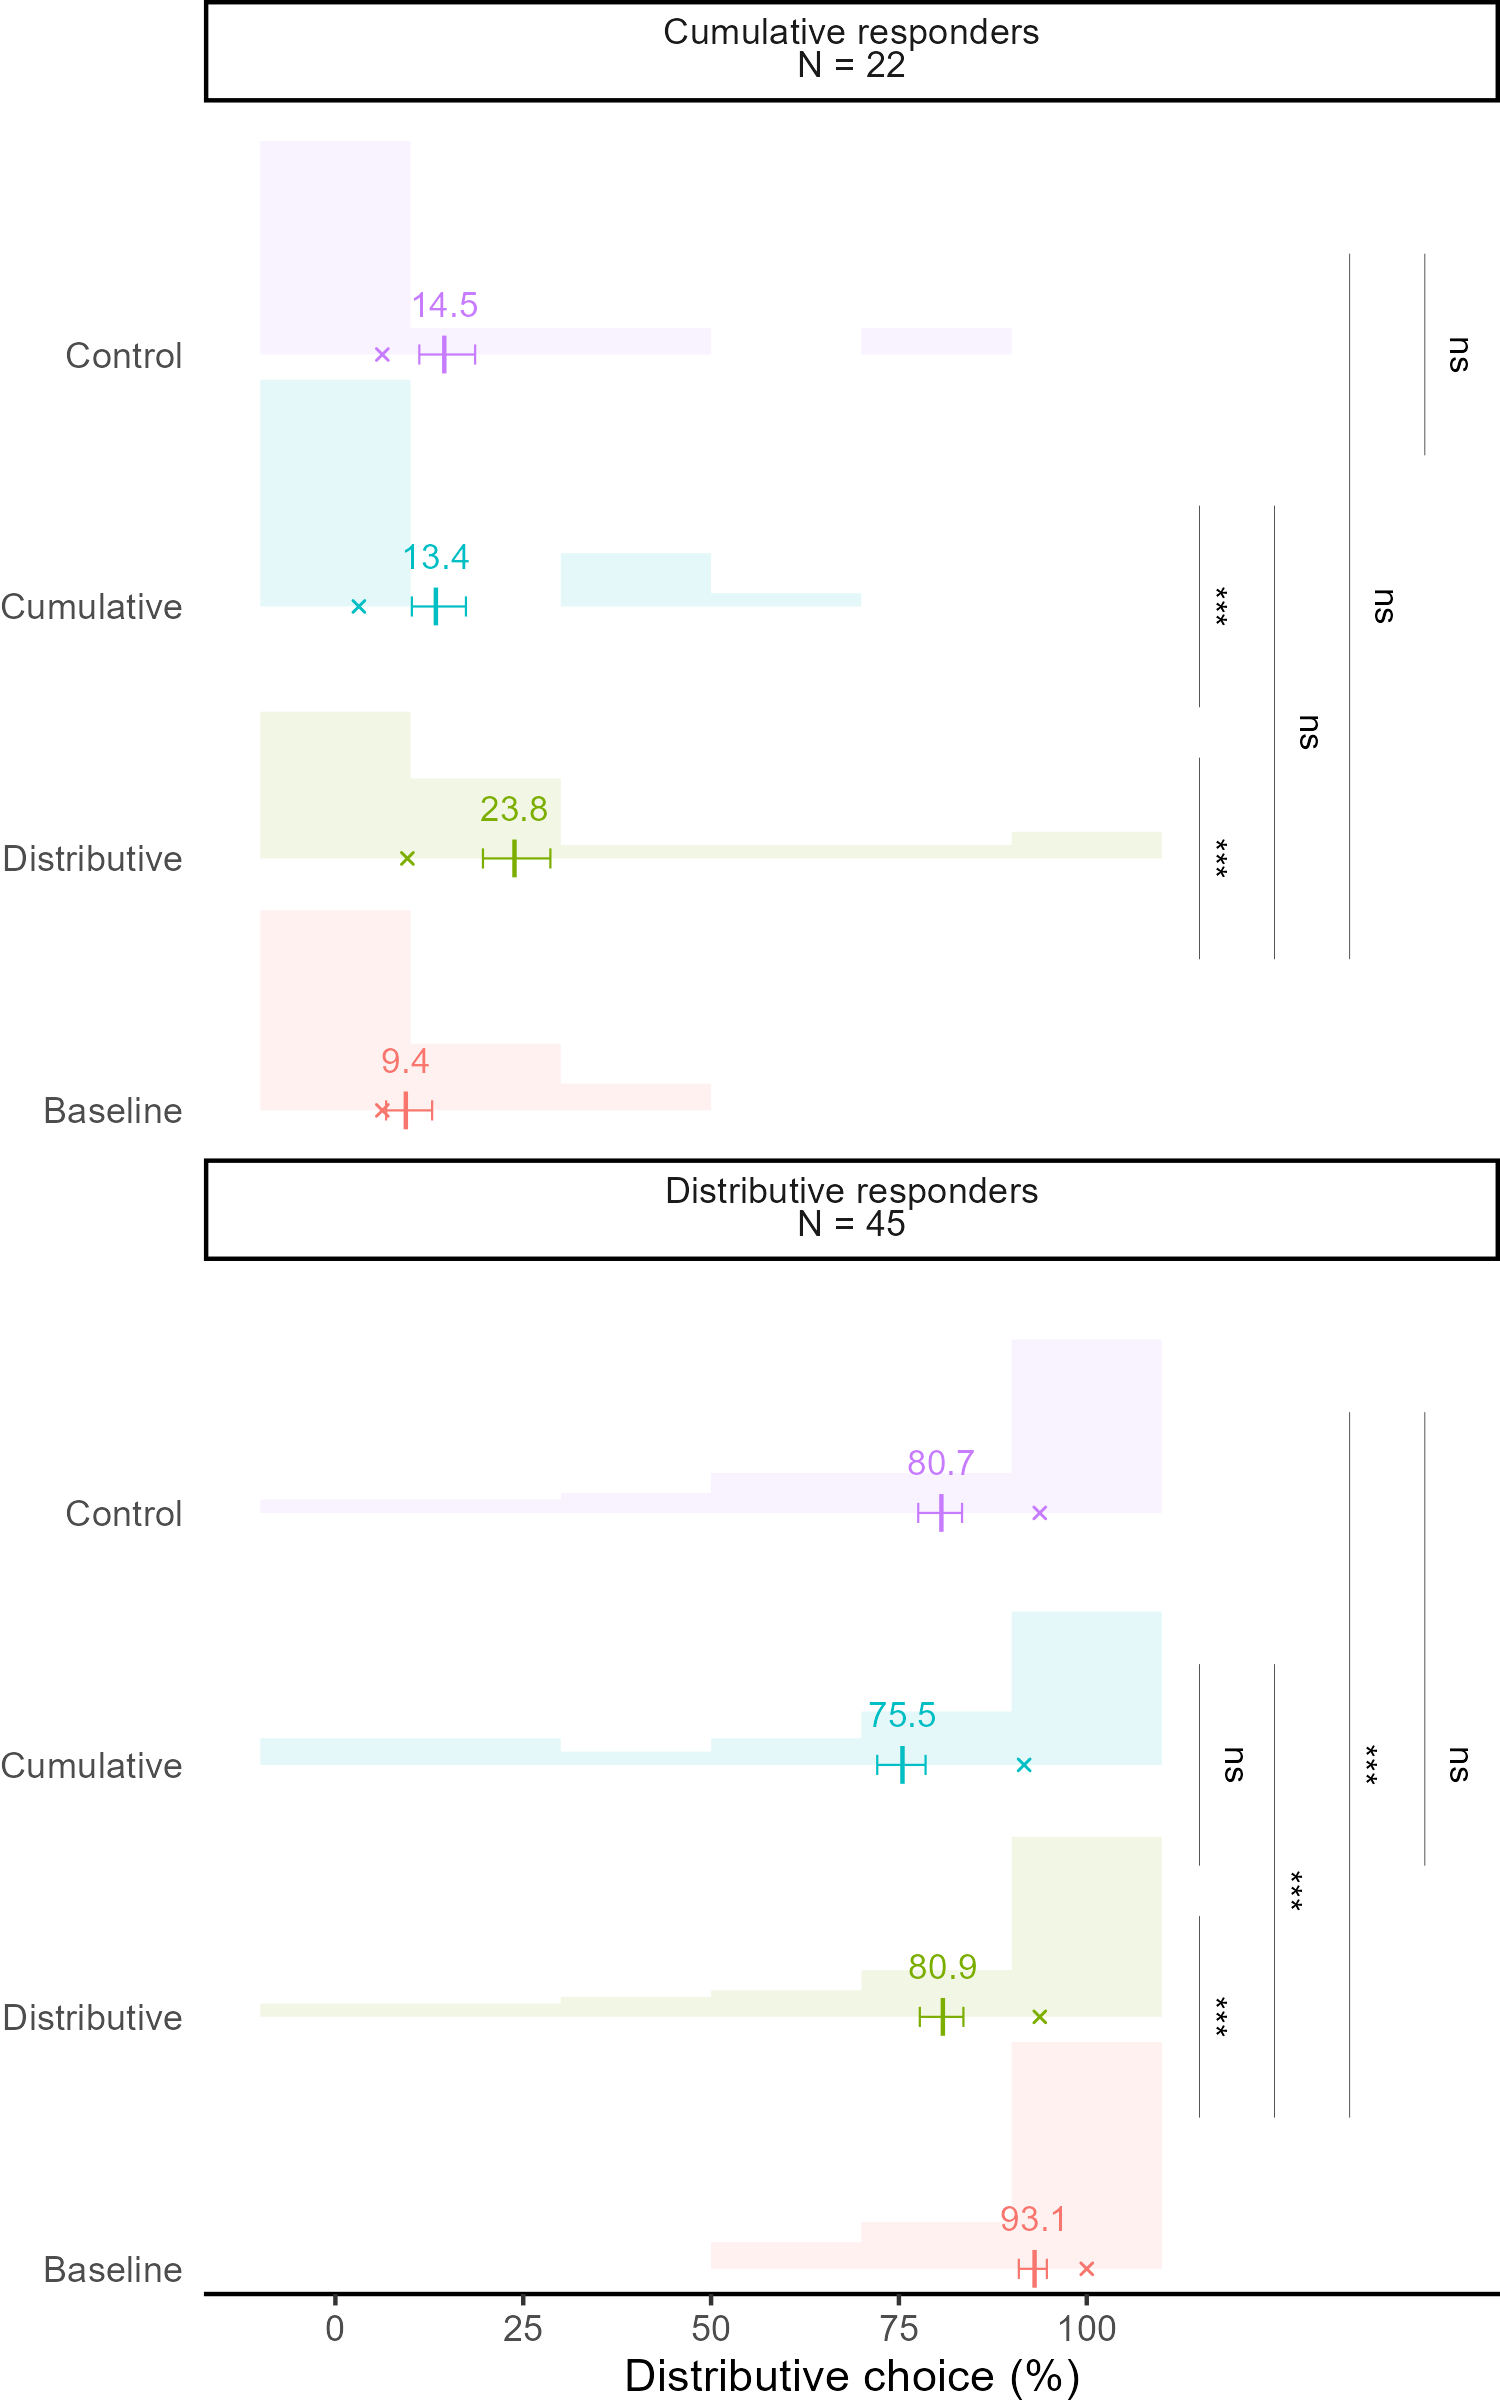 Cumulative responders
N = 22
14.5
Control
ns
13.4
Cumulative
***
ns
ns
23.8
Distributive
***
9.4
Baseline
Distributive responders
N = 45
80.7
Control
75.5
Cumulative
ns
***
ns
***
80.9
Distributive
***
93.1
Baseline
0 25 50 75 100
Distributive choice (%)